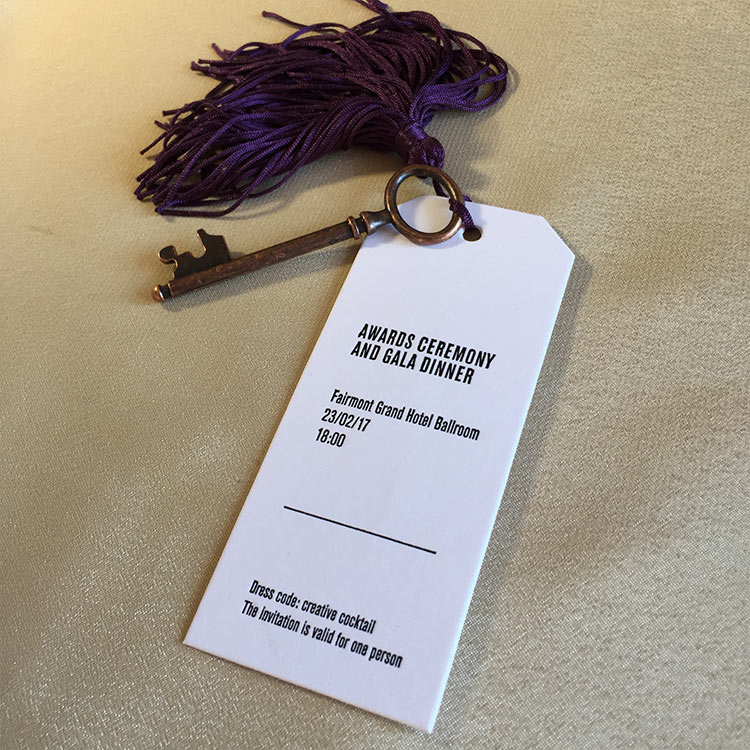 AWARDS CEREMONY
AND GALA DINNER
Fairmont Grand Hotel Ballroom
23/02/17
18:00
Dress code: creative cocktail
The invitation is valid for one person